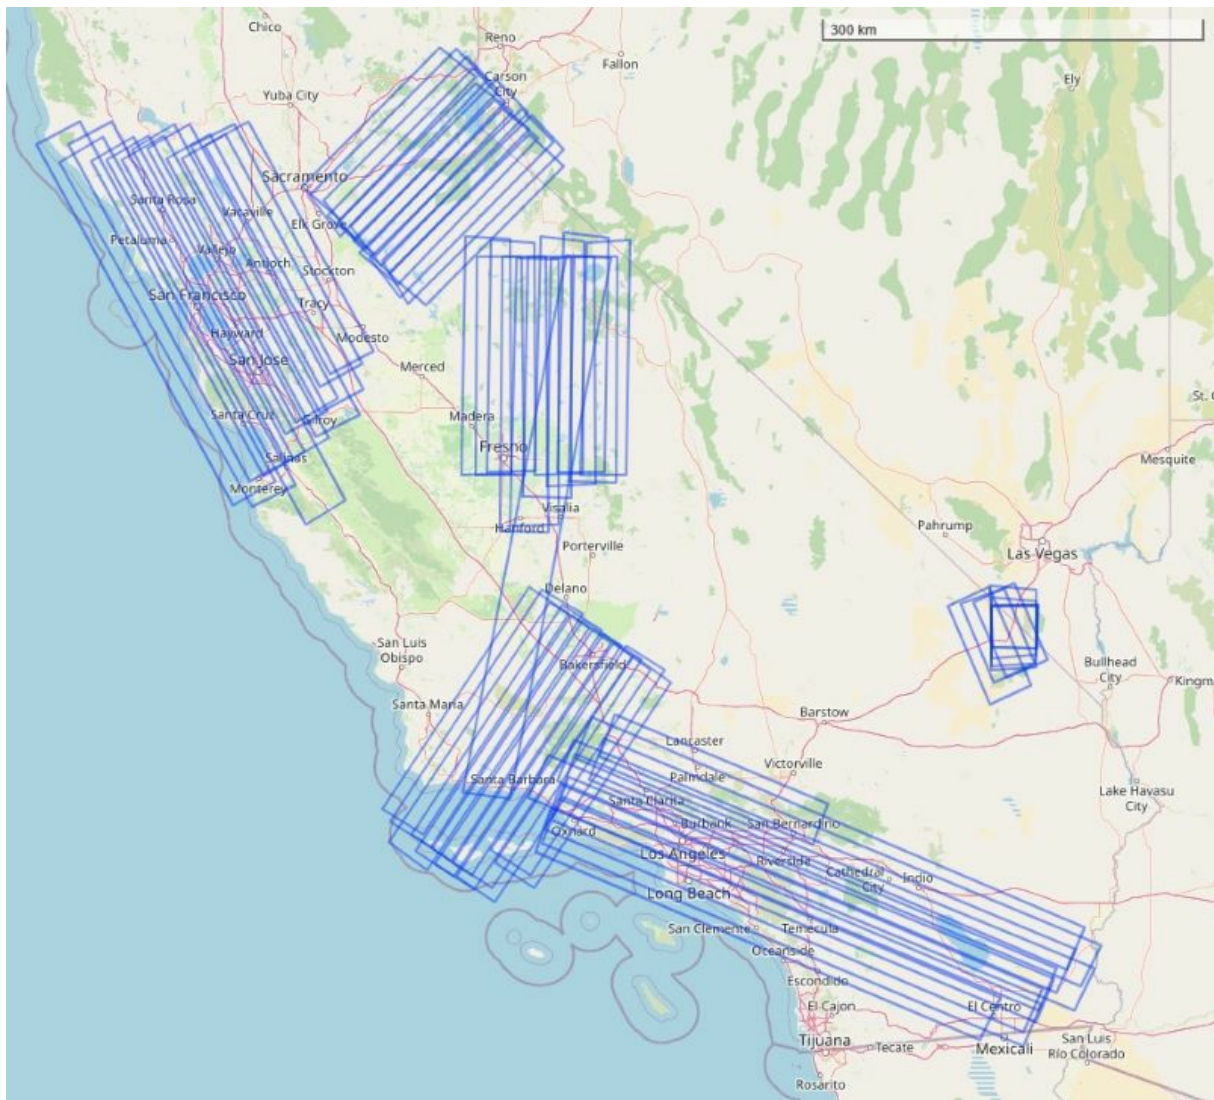 Chico
Reno
300 km
Fallon
Carson
City
Ely
Yuba City
Sacramento
Santa Rosa
Vacaville
Elk Grove
Petaluma
Vallejo
Antioch
Stockton
San Francisco
Tracy
Hayward
Modesto
San Jose
Merced
St.
Santa Cruz
Gilroy
Madera
Fresno
Salinas
Mesquite
Monterey
Visalia
Hanford
Pahrump
Porterville
Las Vegas
Delano
San Luis
Obispo
Bakersfield
Bullhead
City
Kingm
Santa Maria
Barstow
Lancaster
Victorville
Palmdale
Santa Barbara
Lake Havasu
City
Santa Clarita
Oxnard
Burbank
San Bernardino
Los Angeles
Riverside
Cathedral
City
Indio
Long Beach
San Clemente
Temecula
Oceanside
Escondido
El Cajon
El Centro
Tijuana
Tecate
Mexicali
San Luis
Río Colorado
Rosarito